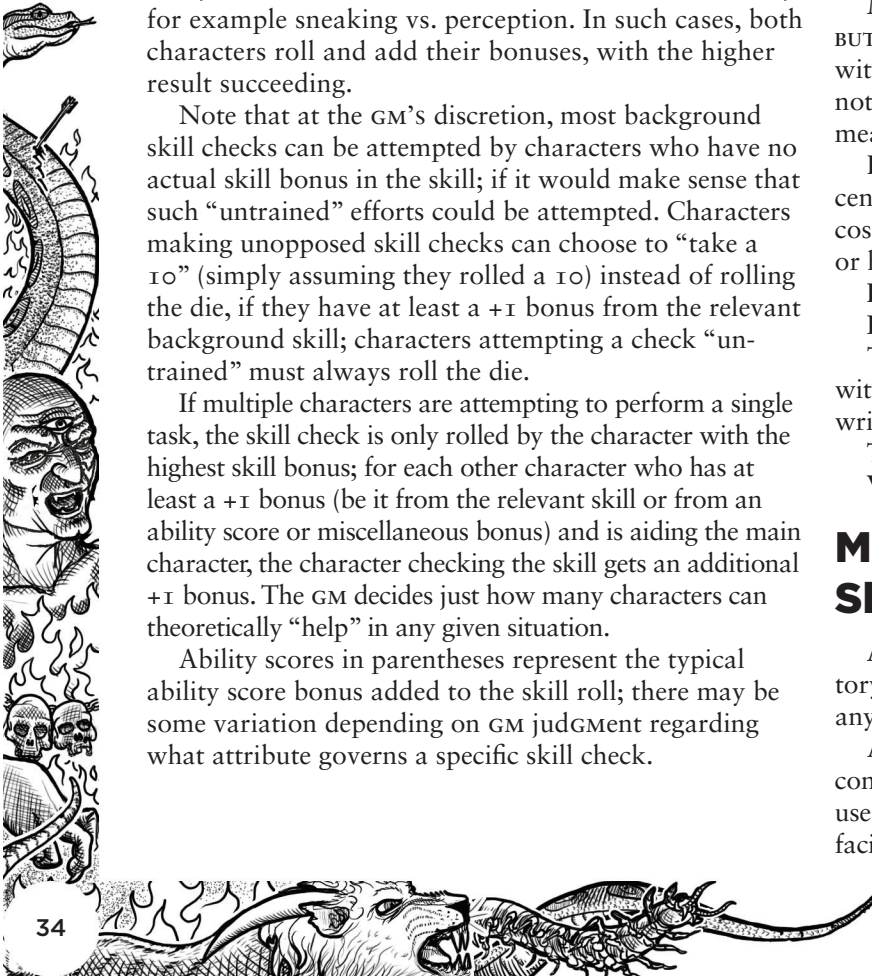 for example sneaking vs. perception. In such cases, both
characters roll and add their bonuses, with the higher
result succeeding.
Note that at the GM’s discretion, most background
skill checks can be attempted by characters who have no
actual skill bonus in the skill; if it would make sense that
such “untrained” efforts could be attempted. Characters
making unopposed skill checks can choose to “take a
10” (simply assuming they rolled a 10) instead of rolling
the die, if they have at least a +1 bonus from the relevant
background skill; characters attempting a check “un-
trained” must always roll the die.
If multiple characters are attempting to perform a single
task, the skill check is only rolled by the character with the
highest skill bonus; for each other character who has at
least a +1 bonus (be it from the relevant skill or from an
ability score or miscellaneous bonus) and is aiding the main
character, the character checking the skill gets an additional
+1 bonus. The GM decides just how many characters can
theoretically “help” in any given situation.
Ability scores in parentheses represent the typical
ability score bonus added to the skill roll; there may be
some variation depending on GM judGMent regarding
what attribute governs a specific skill check.
34